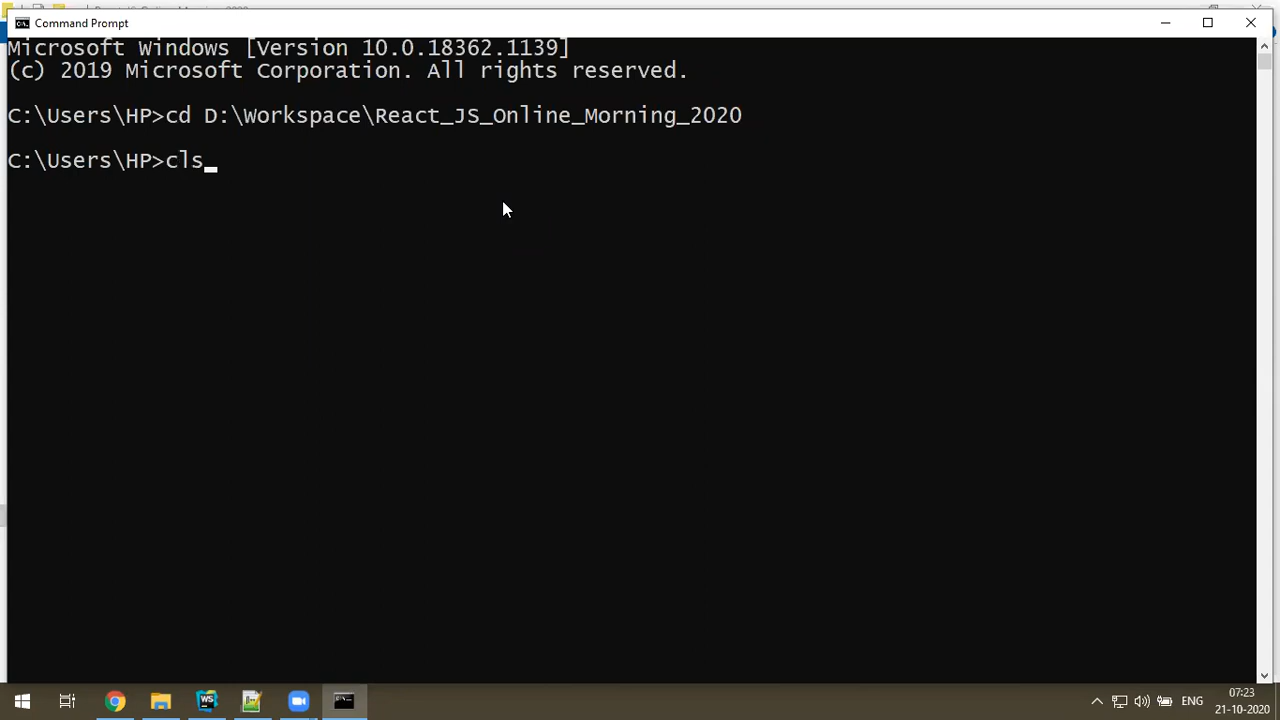 Command Prompt
Microsoft Windows [Version 10.0.18362.1139]
(c) 2019 Microsoft Corporation. All rights reserved.
C:\Users\HP>cd D:\Workspace\React_JS_Online_Morning_2020
C:\Users\HP>cls
WS
ENG
07:23
21-10-2020